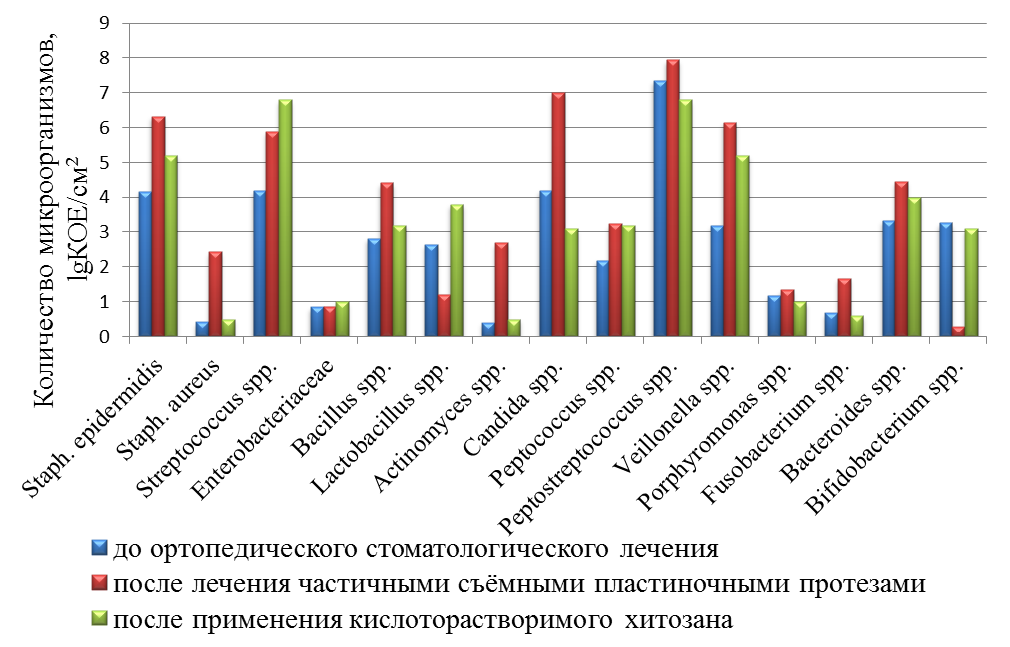 Количество микроорганизмов,
lgКОЕ/см²
9
8
7
6
5
4
3
2
1
0
Staph. epidermidis
Staph. aureus
Streptococcus spp.
Enterobacteriaceae
Bacillus spp.
Lactobacillus spp.
Actinomyces spp.
Candida spp.
Peptococcus spp.
Peptostreptococcus spp.
Veillonella spp.
Porphyromonas spp.
Fusobacterium spp.
Bacteroides spp.
Bifidobacterium spp.
до ортопедического стоматологического лечения
после лечения частичными съёмными пластиночными протезами
после применения кислоторастворимого хитозана